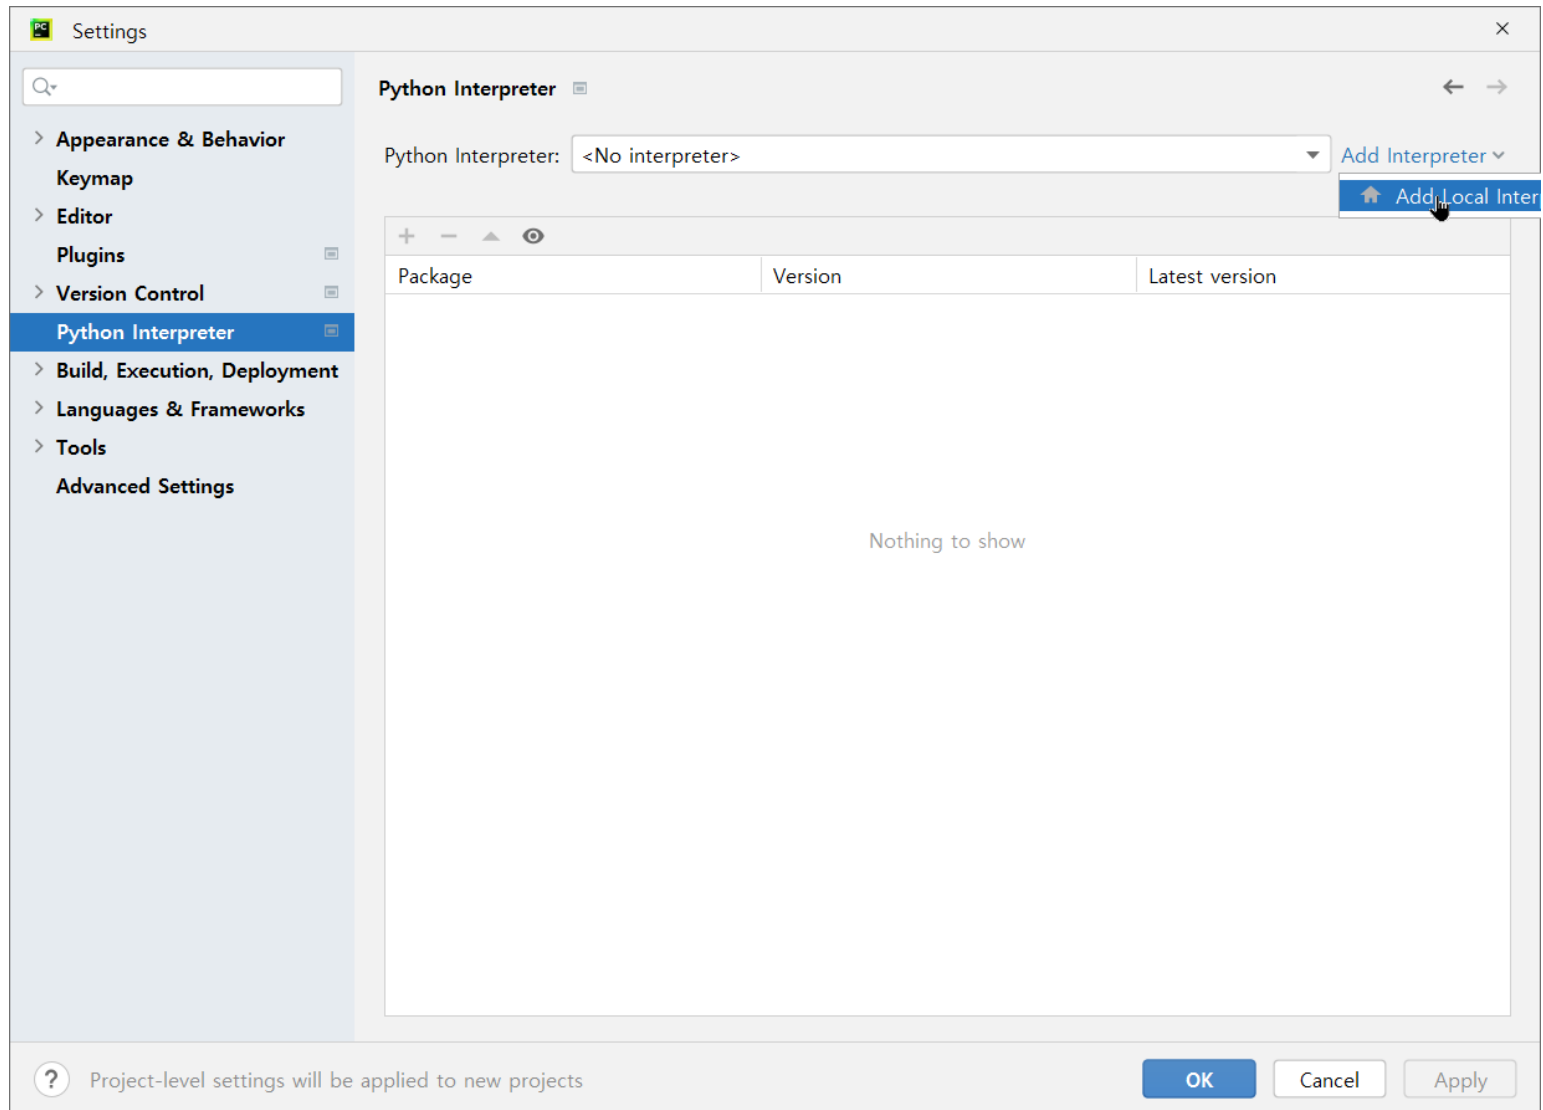 Settings
Python Interpreter
Appearance & Behavior
Keymap
Editor
Plugins
Version Control
Python Interpreter
Build, Execution, Deployment
Languages & Frameworks
Tools
Advanced Settings
Python Interpreter: <No interpreter> Add Interpreter
Add Local Inter
Package Version Latest version
Nothing to show
? Project-level settings will be applied to new projects
OK Cancel Apply